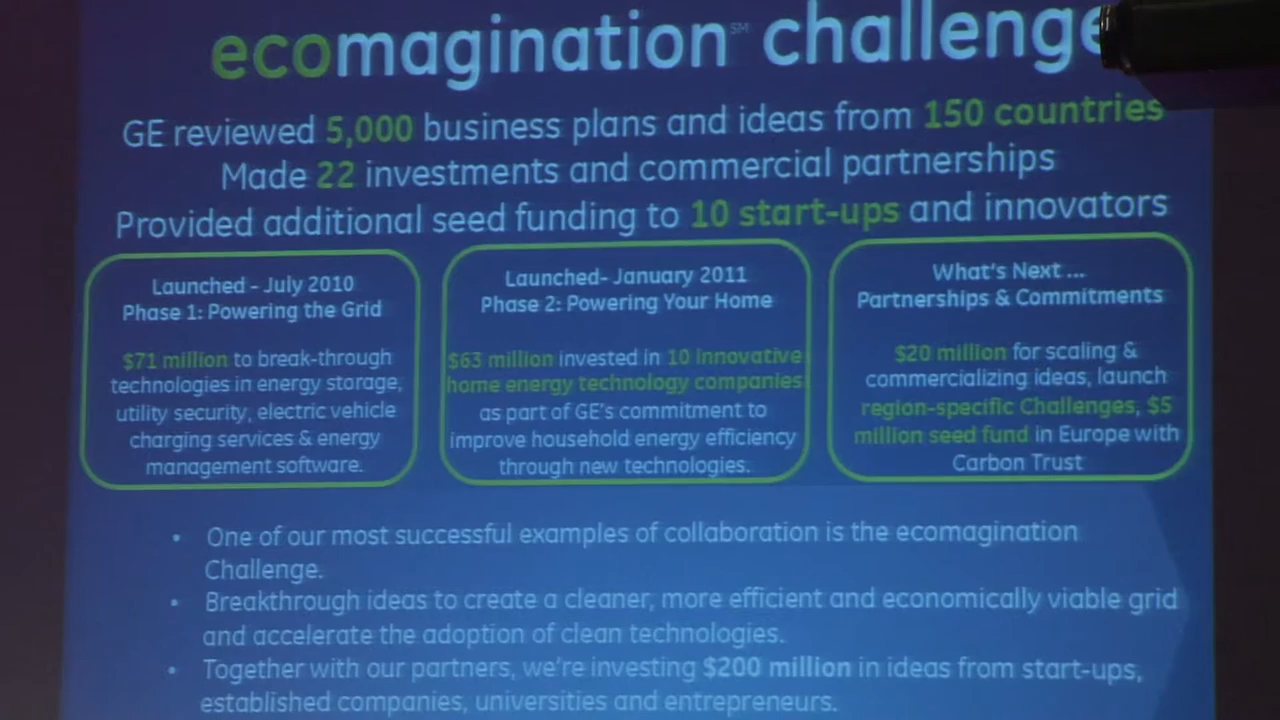 ecomagination℠ challenge
GE reviewed 5,000 business plans and ideas from 150 countries
Made 22 investments and commercial partnerships
Provided additional seed funding to 10 start-ups and innovators
Launched - July 2010
Phase 1: Powering the Grid
$71 million to break-through
technologies in energy storage,
utility security, electric vehicle
charging services & energy
management software.
Launched- January 2011
Phase 2: Powering Your Home
$63 million invested in 10 innovative
home energy technology companies
as part of GE's commitment to
improve household energy efficiency
through new technologies.
What's Next ...
Partnerships & Commitments
$20 million for scaling &
commercializing ideas, launch
region-specific Challenges, $5
million seed fund in Europe with
Carbon Trust
• One of our most successful examples of collaboration is the ecomagination
Challenge.
• Breakthrough ideas to create a cleaner, more efficient and economically viable grid
and accelerate the adoption of clean technologies.
• Together with our partners, we're investing $200 million in ideas from start-ups,
established companies, universities and entrepreneurs.